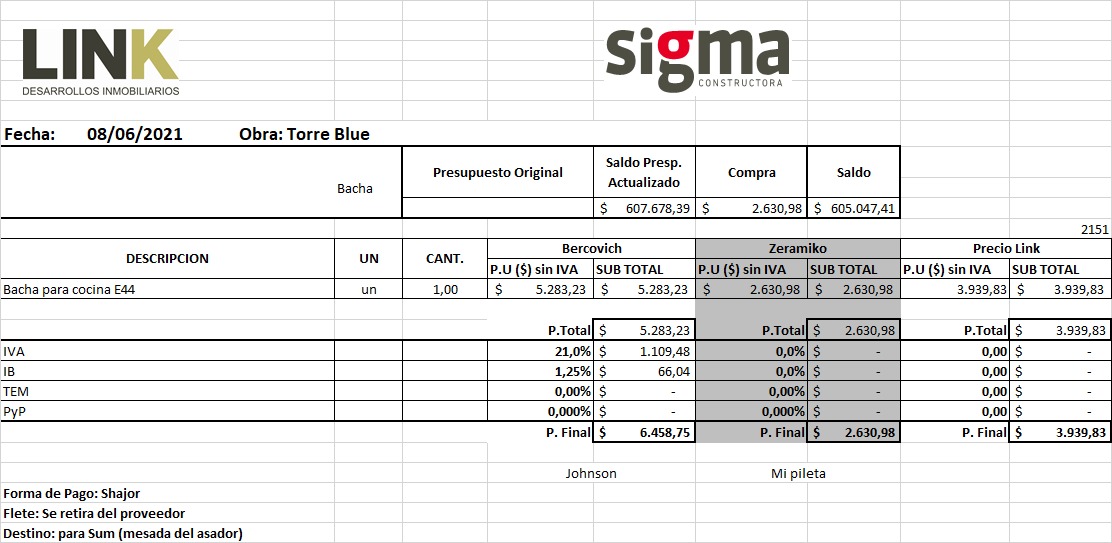 LINK
DESARROLLOS INMOBILIARIOS
sigma
CONSTRUCTORA
Fecha: 08/06/2021 Obra: Torre Blue
Bacha Presupuesto Original Saldo Presp. Actualizado Compra Saldo
$ 607.678,39 $ 2.630,98 $ 605.047,41
2151
DESCRIPCION UN CANT. Bercovich Zeramiko Precio Link
P.U ($) sin IVA SUB TOTAL P.U ($) sin IVA SUB TOTAL P.U ($) sin IVA SUB TOTAL
Bacha para cocina E44 un 1,00 $ 5.283,23 $ 5.283,23 $ 2.630,98 $ 2.630,98 3.939,83 $ 3.939,83
P.Total $ 5.283,23 P.Total $ 2.630,98 P.Total $ 3.939,83
IVA 21,0% $ 1.109,48 0,0% $ - 0,00 $ -
IB 1,25% $ 66,04 0,0% $ - 0,00 $ -
TEM 0,00% $ - 0,00% $ - 0,00 $ -
PyP 0,000% $ - 0,000% $ - 0,00 $ -
P. Final $ 6.458,75 P. Final $ 2.630,98 P. Final $ 3.939,83
Johnson Mi pileta
Forma de Pago: Shajor
Flete: Se retira del proveedor
Destino: para Sum (mesada del asador)